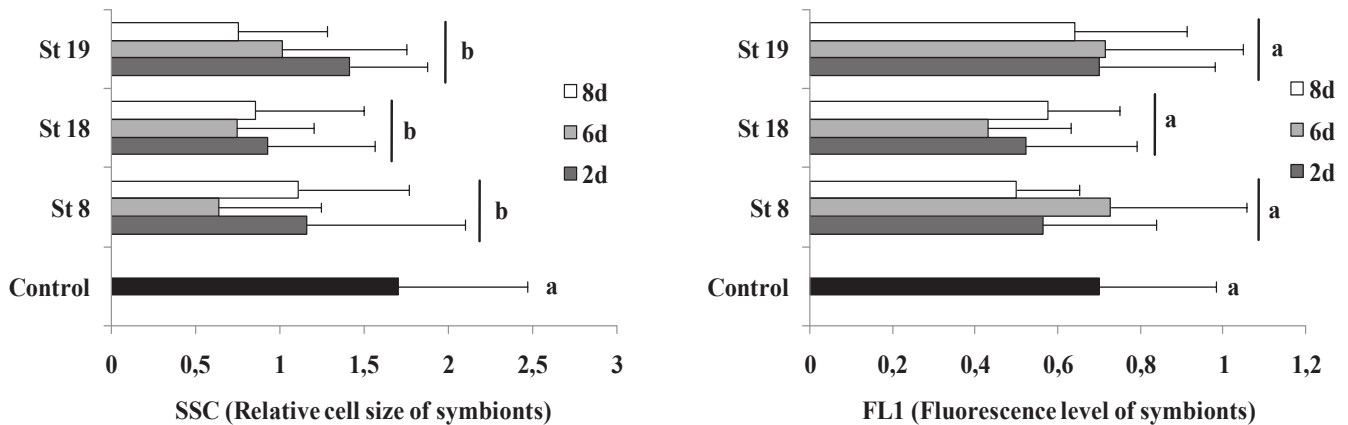 St 19
St 18
St 8
Control
b
b
b
a
8d
6d
2d
0
0,5
1
1,5
2
2,5
3
SSC (Relative cell size of symbionts)
St 19
St 18
St 8
Control
a
a
a
a
8d
6d
2d
0
0,2
0,4
0,6
0,8
1
1,2
FL1 (Fluorescence level of symbionts)